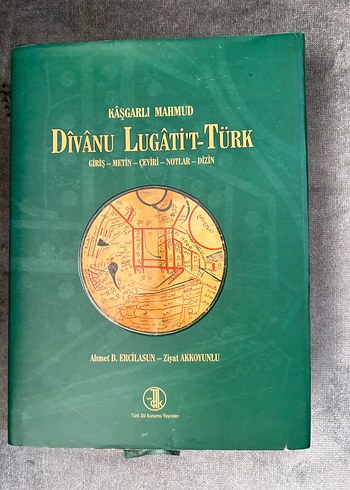 KÂŞGARLI MAHMUD
DÎVÂNU LUGÂTİ'T-TÜRK
GİRİŞ – METİN – ÇEVİRİ – NOTLAR – DİZİN
Ahmet B. ERCİLASUN – Ziyat AKKOYUNLU
Türk Dil Kurumu Yayınları